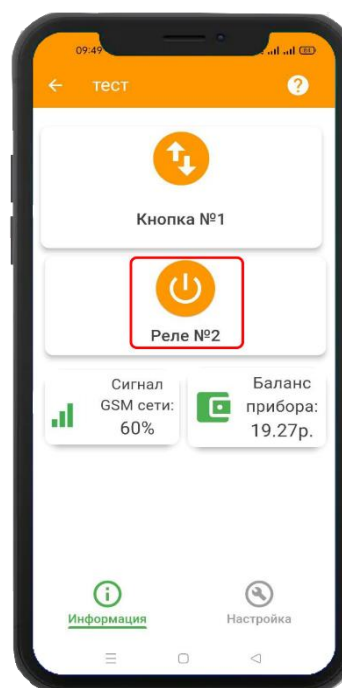 09:49
тест
Кнопка №1
Реле №2
Сигнал
GSM сети:
60%
Баланс
прибора:
19.27р.
Информация
Настройка